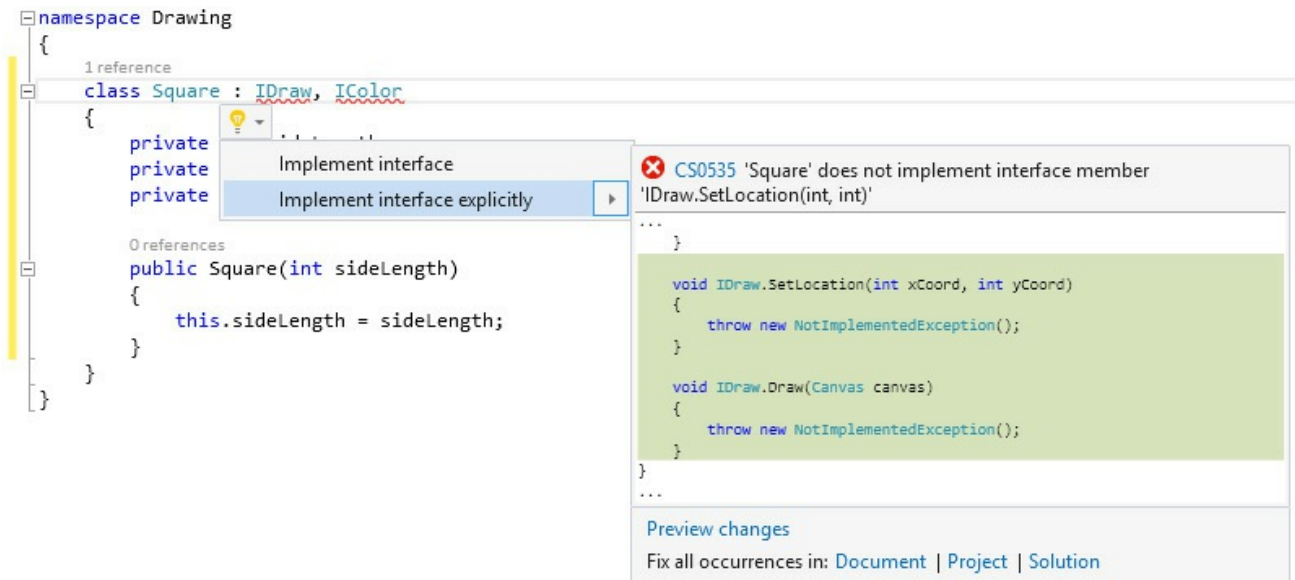 namespace Drawing
{
1 reference
class Square : IDraw, IColor
{
private
private
private
Implement interface
Implement interface explicitly
0 references
public Square(int sideLength)
{
this.sideLength = sideLength;
}
}
}
CS0535 'Square' does not implement interface member
'IDraw.SetLocation(int, int)'
...
}
void IDraw.SetLocation(int xCoord, int yCoord)
{
throw new NotImplementedException();
}
void IDraw.Draw(Canvas canvas)
{
throw new NotImplementedException();
}
}
...
Preview changes
Fix all occurrences in: Document | Project | Solution